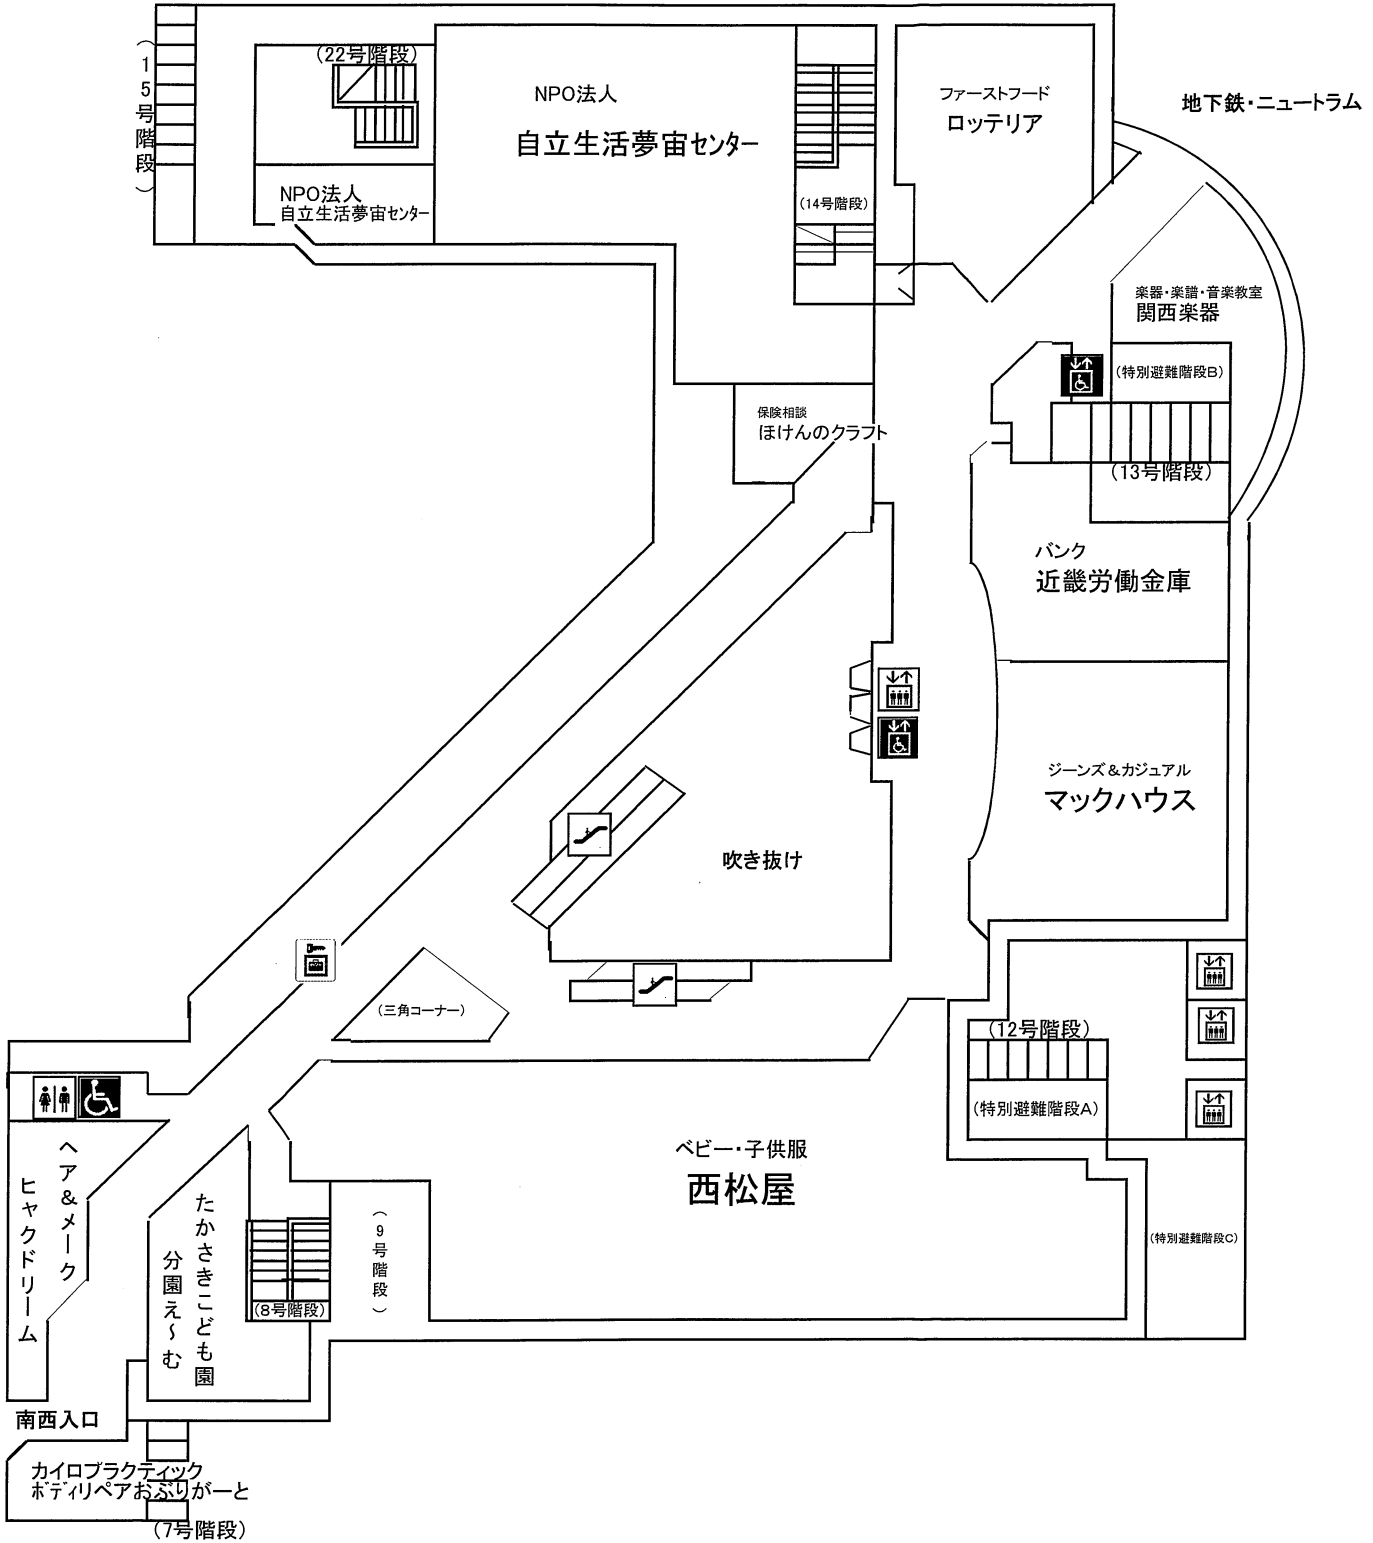 (15号階段)
(22号階段)
NPO法人
自立生活夢宙センター
ファーストフード
ロッテリア
地下鉄・ニュートラム
NPO法人
自立生活夢宙センター
(14号階段)
楽器・楽譜・音楽教室
関西楽器
(特別避難階段B)
保険相談
ほけんのクラフト
(13号階段)
バンク
近畿労働金庫
ジーンズ&カジュアル
マックハウス
吹き抜け
(三角コーナー)
(12号階段)
(特別避難階段A)
ベビー・子供服
西松屋
ヘア&メーク
ヒャクドリーム
たかさきこども園
分園え~む
(8号階段)
(9号階段)
(特別避難階段C)
南西入口
カイロプラクティック
ボディリペアおぷりがーと
(7号階段)